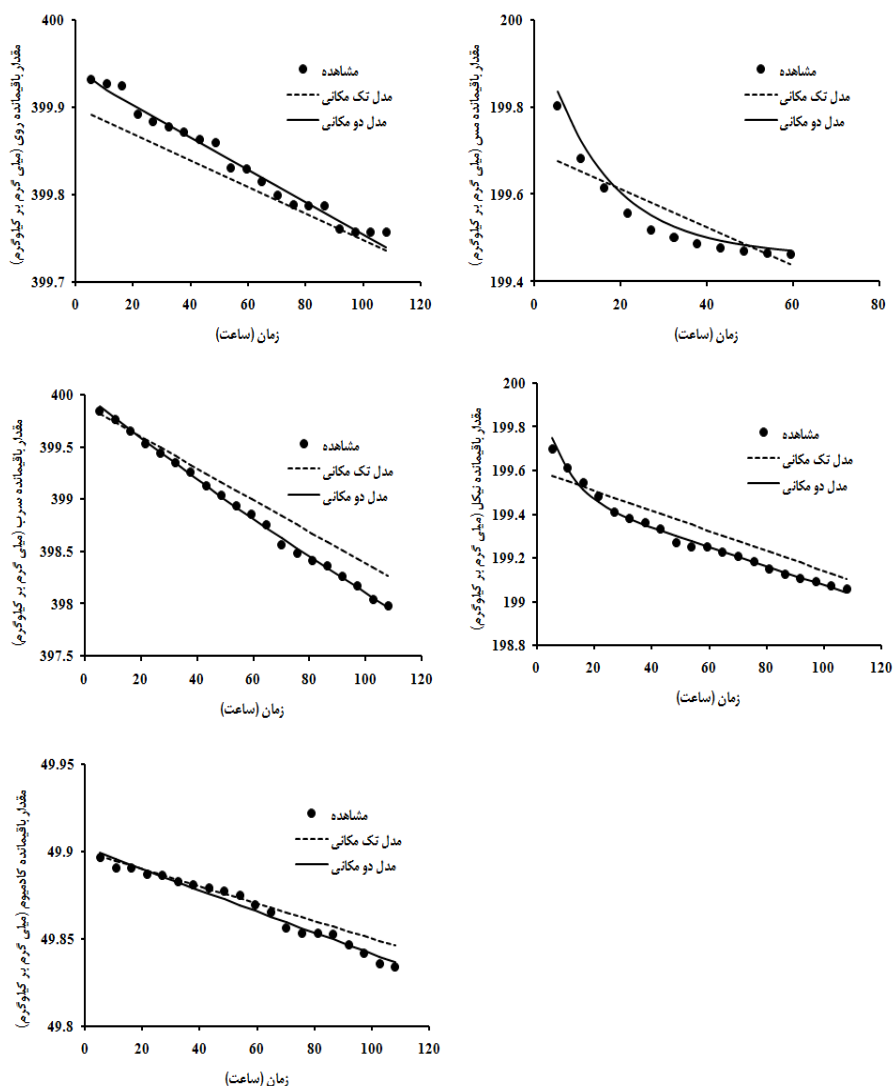 مقدار باقیمانده روی (میلی گرم بر کیلوگرم)
400
399.9
399.8
399.7
0 20 40 60 80 100 120
زمان (ساعت)
مشاهده
مدل تک مکانی
مدل دو مکانی
مقدار باقیمانده مس (میلی گرم بر کیلوگرم)
200
199.8
199.6
199.4
0 20 40 60 80
زمان (ساعت)
مشاهده
مدل تک مکانی
مدل دو مکانی
مقدار باقیمانده سرب (میلی گرم بر کیلوگرم)
400
399.5
399
398.5
398
397.5
0 20 40 60 80 100 120
زمان (ساعت)
مشاهده
مدل تک مکانی
مدل دو مکانی
مقدار باقیمانده نیکل (میلی گرم بر کیلوگرم)
200
199.8
199.6
199.4
199.2
199
198.8
0 20 40 60 80 100 120
زمان (ساعت)
مشاهده
مدل تک مکانی
مدل دو مکانی
مقدار باقیمانده کادمیوم (میلی گرم بر کیلوگرم)
49.95
49.9
49.85
49.8
0 20 40 60 80 100 120
زمان (ساعت)
مشاهده
مدل تک مکانی
مدل دو مکانی